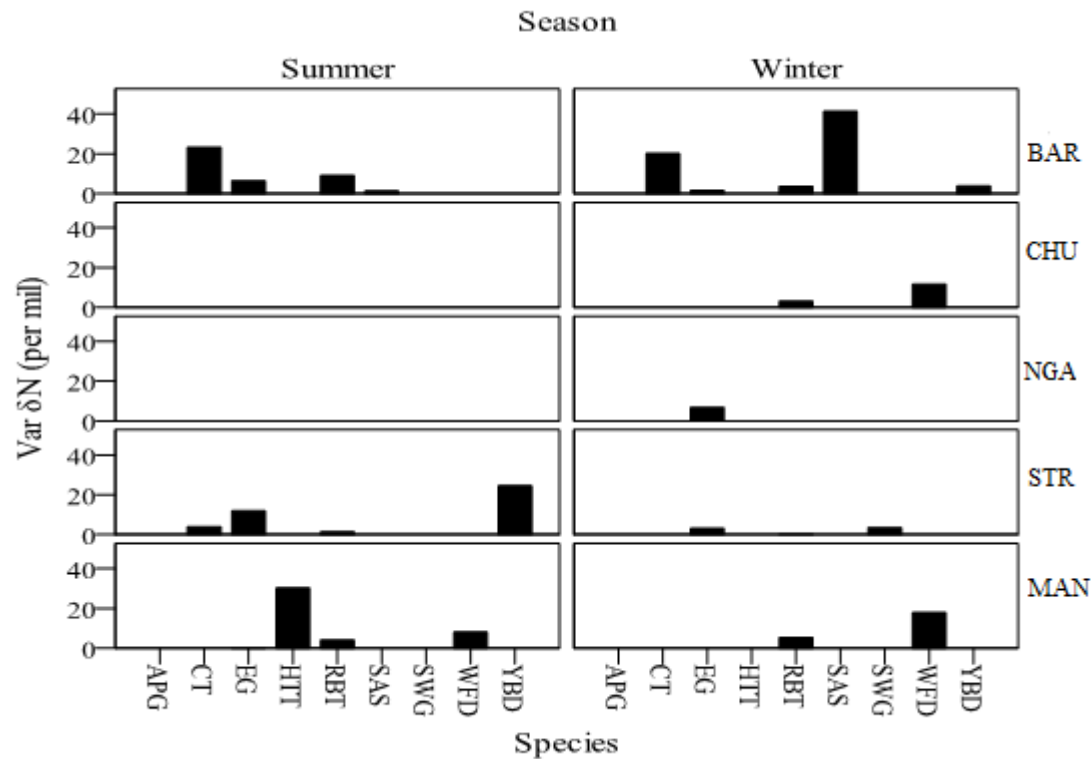 Season
Summer
Winter
40
20
0
BAR
40
20
0
CHU
40
20
0
NGA
40
20
0
STR
40
20
0
MAN
Var δN (per mil)
APG
CT
EG
HTT
RBT
SAS
SWG
WFD
YBD
APG
CT
EG
HTT
RBT
SAS
SWG
WFD
YBD
Species